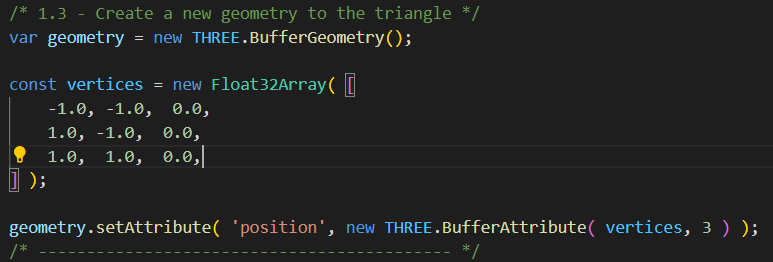 /* 1.3 - Create a new geometry to the triangle */
var geometry = new THREE.BufferGeometry();
const vertices = new Float32Array( [
-1.0, -1.0,  0.0,
1.0, -1.0,  0.0,
1.0,  1.0,  0.0,
] );
geometry.setAttribute( 'position', new THREE.BufferAttribute( vertices, 3 ) );
/* ------------------------------------------- */